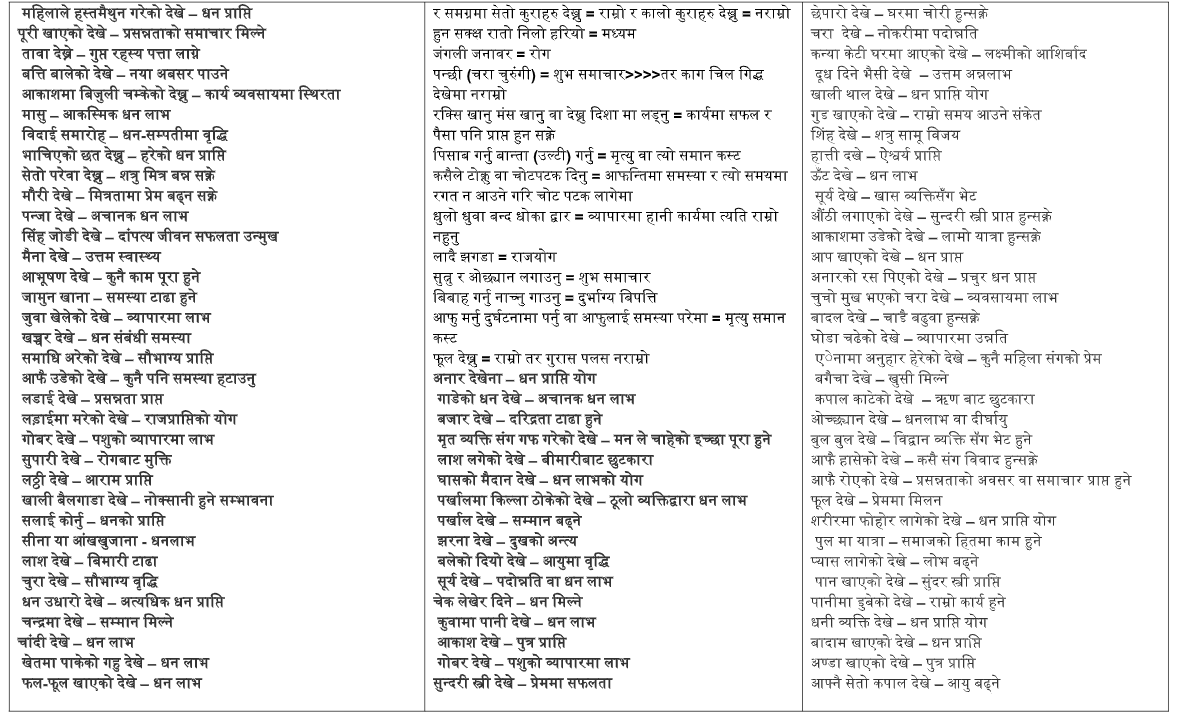 महिलाले हस्तमैथुन गरेको देखे – धन प्राप्ति
पूरी खाएको देखे – प्रसन्नताको समाचार मिल्ने
तावा देख्ने – गुप्त रहस्य पत्ता लाग्ने
बत्ति बालेको देखे – नया अबसर पाउने
आकाशमा बिजुली चम्केको देख्नु – कार्य व्यवसायमा स्थिरता
मासु – आकस्मिक धन लाभ
बिदाई समारोह – धन-सम्पतीमा वृद्धि
भाचिएको छत देख्नु – हरेको धन प्राप्ति
सेतो परेवा देख्नु – शत्रु मित्र बन्न सक्ने
मौरी देखे – मित्रतामा प्रेम बढ्न सक्ने
पन्जा देखे – अचानक धन लाभ
सिंह जोडी देखे – दांपत्य जीवन सफलता उन्मुख
मैना देखे – उत्तम स्वास्थ्य
आभूषण देखे – कुनै काम पूरा हुने
जामुन खाना – समस्या टाढा हुने
जुवा खेलेको देखे – व्यापारमा लाभ
खच्चर देखे – धन संबंधी समस्या
समाधि अरेको देखे – सौभाग्य प्राप्ति
आफै उडेको देखे – कुनै पनि समस्या हटाउनु
लडाई देखे – प्रसन्नता प्राप्त
लड़ाईमा मरेको देखे – राजप्राप्तिको योग
गोबर देखे – पशुको व्यापारमा लाभ
सुपारी देखे – रोगबाट मुक्ति
लठ्ठी देखे – आराम प्राप्ति
खाली बैलगाडा देखे – नोक्सानी हुने सम्भावना
सलाई कोर्नु – धनको प्राप्ति
सीना या आंखखुजाना - धनलाभ
लाश देखे – बिमारी टाढा
चुरा देखे – सौभाग्य वृद्धि
धन उधारो देखे – अत्यधिक धन प्राप्ति
चन्द्रमा देखे – सम्मान मिल्ने
चांदी देखे – धन लाभ
खेतमा पाकेको गहु देखे – धन लाभ
फल-फूल खाएको देखे – धन लाभ
र समग्रमा सेतो कुराहरु देख्नु = राम्रो र कालो कुराहरु देख्नु = नराम्रो
हुन सक्ष रातो निलो हरियो = मध्यम
जंगली जनावर = रोग
पन्छी (चरा चुरुंगी) = शुभ समाचार>>>>तर काग चिल गिद्ध
देखेमा नराम्रो
रक्सि खानु मंस खानु वा देख्नु दिशा मा लड्नु = कार्यमा सफल र
पैसा पनि प्राप्त हुन सक्ने
पिसाब गर्नु बान्ता (उल्टी) गर्नु = मृत्यु वा त्यो समान कस्ट
कसैले टोक्नु वा चोटपटक दिनु = आफन्तिमा समस्या र त्यो समयमा
रगत न आउने गरि चोट पटक लागेमा
धुलो धुवा बन्द धोका द्वार = व्यापारमा हानी कार्यमा त्यति राम्रो
नहुनु
लादै झगडा = राजयोग
सुत्नु र ओछ्यान लगाउनु = शुभ समाचार
बिबाह गर्नु नाच्नु गाउनु = दुर्भाग्य बिपत्ति
आफु मर्नु दुर्घटनामा पर्नु वा आफुलाई समस्या परेमा = मृत्यु समान
कस्ट
फूल देख्नु = राम्रो तर गुरास पलस नराम्रो
अनार देखेना – धन प्राप्ति योग
गाडेको धन देखे – अचानक धन लाभ
बजार देखे – दरिद्रता टाढा हुने
मृत व्यक्ति संग गफ गरेको देखे – मन ले चाहेको इच्छा पूरा हुने
लाश लगेको देखे – बीमारीबाट छुटकारा
घासको मैदान देखे – धन लाभको योग
पर्खालमा किल्ला ठोकेको देखे – ठूलो व्यक्तिद्वारा धन लाभ
पर्खाल देखे – सम्मान बढ्ने
झरना देखे – दुखको अन्त्य
बलेको दियो देखे – आयुमा वृद्धि
सूर्य देखे – पदोन्नति वा धन लाभ
चेक लेखेर दिने – धन मिल्ने
कुवामा पानी देखे – धन लाभ
आकाश देखे – पुत्र प्राप्ति
गोबर देखे – पशुको व्यापारमा लाभ
सुन्दरी स्त्री देखे – प्रेममा सफलता
छेपारो देखे – घरमा चोरी हुन्सक्ने
चरा देखे – नोकरीमा पदोन्नति
कन्या केटी घरमा आएको देखे – लक्ष्मीको आशिर्बाद
दूध दिने भैसी देखे – उत्तम अन्नलाभ
खाली थाल देखे – धन प्राप्ति योग
गुड खाएको देखे – राम्रो समय आउने संकेत
शिंह देखे – शत्रु सामू विजय
हात्ती दखे – ऐश्वर्य प्राप्ति
ऊँट देखे – धन लाभ
सूर्य देखे – खास व्यक्तिसँग भेट
औंठी लगाएको देखे – सुन्दरी स्त्री प्राप्त हुन्सक्ने
आकाशमा उडेको देखे – लामो यात्रा हुन्सक्ने
आप खाएको देखे – धन प्राप्त
अनारको रस पिएको देखे – प्रचुर धन प्राप्त
चुचो मुख भएको चरा देखे – व्यवसायमा लाभ
बादल देखे – चाडै बढुवा हुन्सक्ने
घोडा चढेको देखे – व्यापारमा उन्नति
एेनामा अनुहार हेरेको देखे – कुनै महिला संगको प्रेम
बगैचा देखे – खुसी मिल्ने
कपाल काटेको देखे – ऋण बाट छुटकारा
ओच्छ्यान देखे – धनलाभ वा दीर्घायु
बुल बुल देखे – विद्वान व्यक्ति सँग भेट हुने
आफै हासेको देखे – कसै संग विवाद हुन्सक्ने
आफै रोएको देखे – प्रसन्नताको अवसर वा समाचार प्राप्त हुने
फूल देखे – प्रेममा मिलन
शरीरमा फोहोर लागेको देखे – धन प्राप्ति योग
पुल मा यात्रा – समाजको हितमा काम हुने
प्यास लागेको देखे – लोभ बढ्ने
पान खाएको देखे – सुंदर स्त्री प्राप्ति
पानीमा डुबेको देखे – राम्रो कार्य हुने
धनी व्यक्ति देखे – धन प्राप्ति योग
बादाम खाएको देखे – धन प्राप्ति
अण्डा खाएको देखे – पुत्र प्राप्ति
आफ्नै सेतो कपाल देखे – आयु बढ्ने